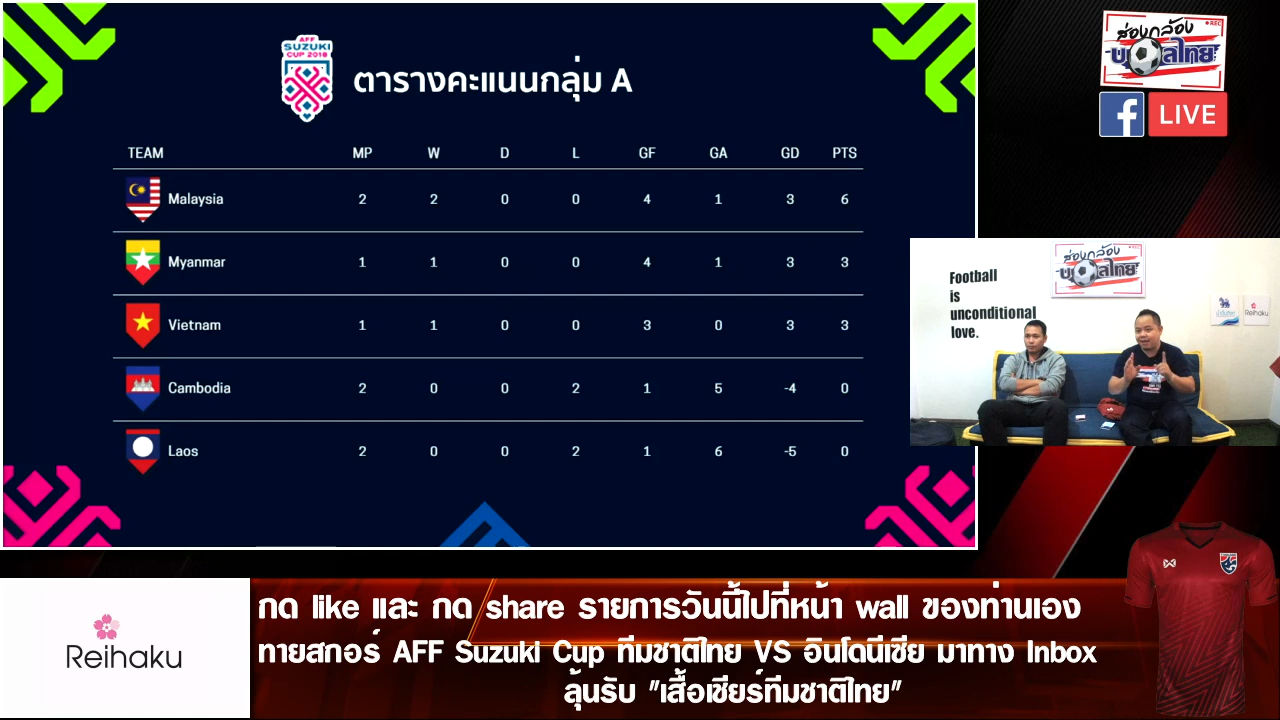 AFF
SUZUKI
CUP 2018
ตารางคะแนนกลุ่ม A
TEAM MP W D L GF GA GD PTS
Malaysia 2 2 0 0 4 1 3 6
Myanmar 1 1 0 0 4 1 3 3
Vietnam 1 1 0 0 3 0 3 3
Cambodia 2 0 0 2 1 5 -4 0
Laos 2 0 0 2 1 6 -5 0
REC
ส่องกล้อง
บอลไทย
f LIVE
ส่องกล้อง
บอลไทย
Football
is
unconditional
love.
Reihaku
Reihaku
กด like และ กด share รายการวันนี้ไปที่หน้า wall ของท่านเอง
ทายสกอร์ AFF Suzuki Cup ทีมชาติไทย VS อินโดนีเซีย มาทาง Inbox
ลุ้นรับ "เสื้อเชียร์ทีมชาติไทย"